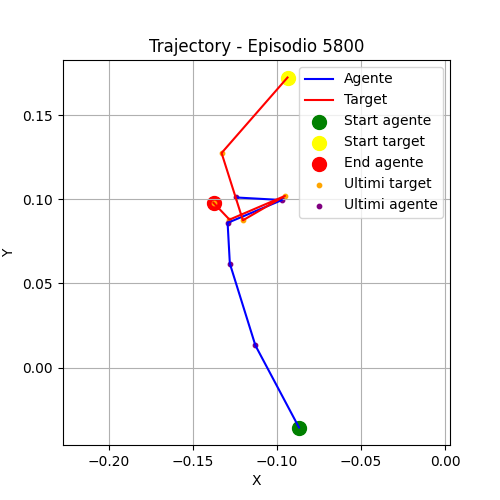 Trajectory - Episodio 5800
Agente
Target
Start agente
Start target
End agente
Ultimi target
Ultimi agente
0.15
0.10
0.05
0.00
Y
−0.20
−0.15
−0.10
−0.05
0.00
X